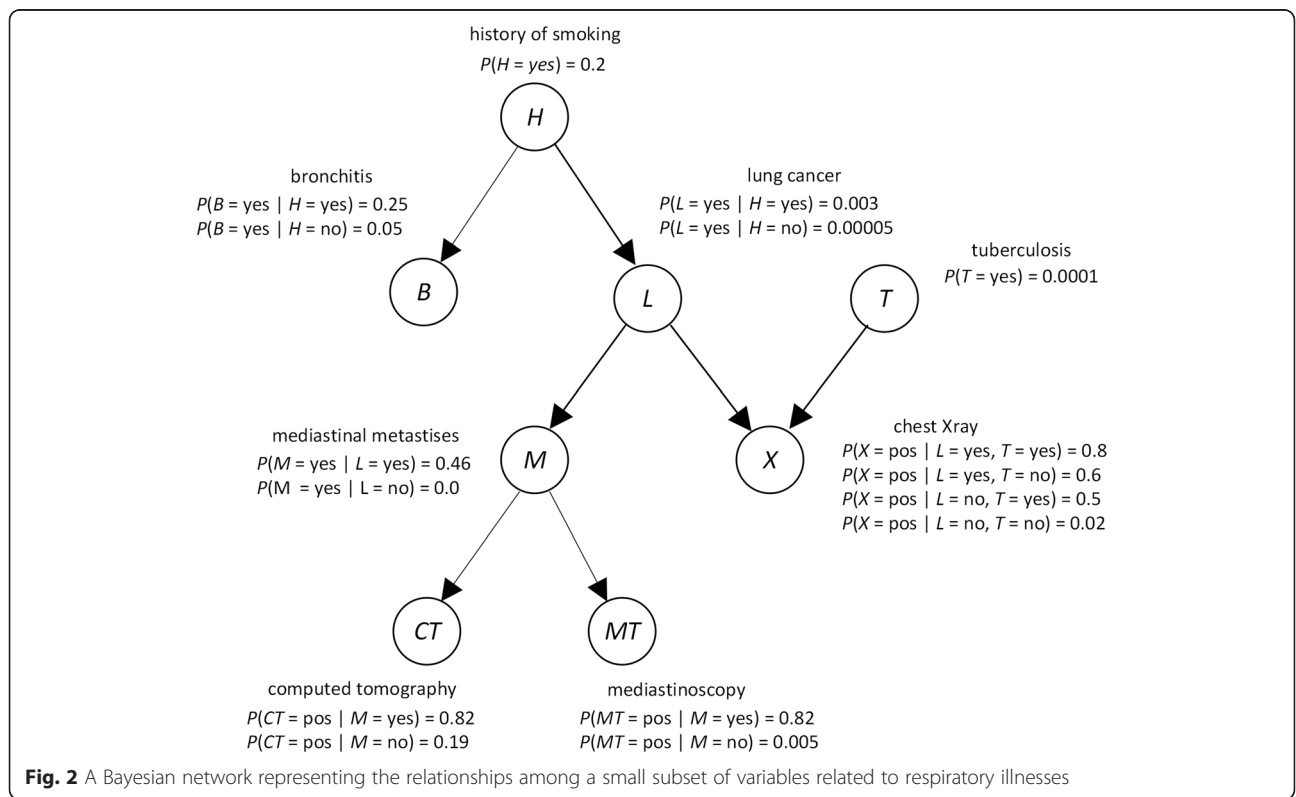 history of smoking
P(H = yes) = 0.2
H
bronchitis
P(B = yes | H = yes) = 0.25
P(B = yes | H = no) = 0.05
lung cancer
P(L = yes | H = yes) = 0.003
P(L = yes | H = no) = 0.00005
tuberculosis
P(T = yes) = 0.0001
B
L
T
mediastinal metastises
P(M = yes | L = yes) = 0.46
P(M = yes | L = no) = 0.0
M
X
chest Xray
P(X = pos | L = yes, T = yes) = 0.8
P(X = pos | L = yes, T = no) = 0.6
P(X = pos | L = no, T = yes) = 0.5
P(X = pos | L = no, T = no) = 0.02
CT
MT
computed tomography
P(CT = pos | M = yes) = 0.82
P(CT = pos | M = no) = 0.19
mediastinoscopy
P(MT = pos | M = yes) = 0.82
P(MT = pos | M = no) = 0.005
Fig. 2 A Bayesian network representing the relationships among a small subset of variables related to respiratory illnesses